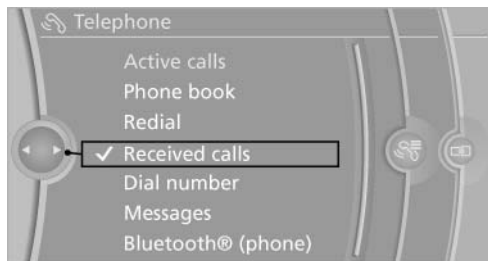 Telephone
Active calls
Phone book
Redial
Received calls
Dial number
Messages
Bluetooth® (phone)